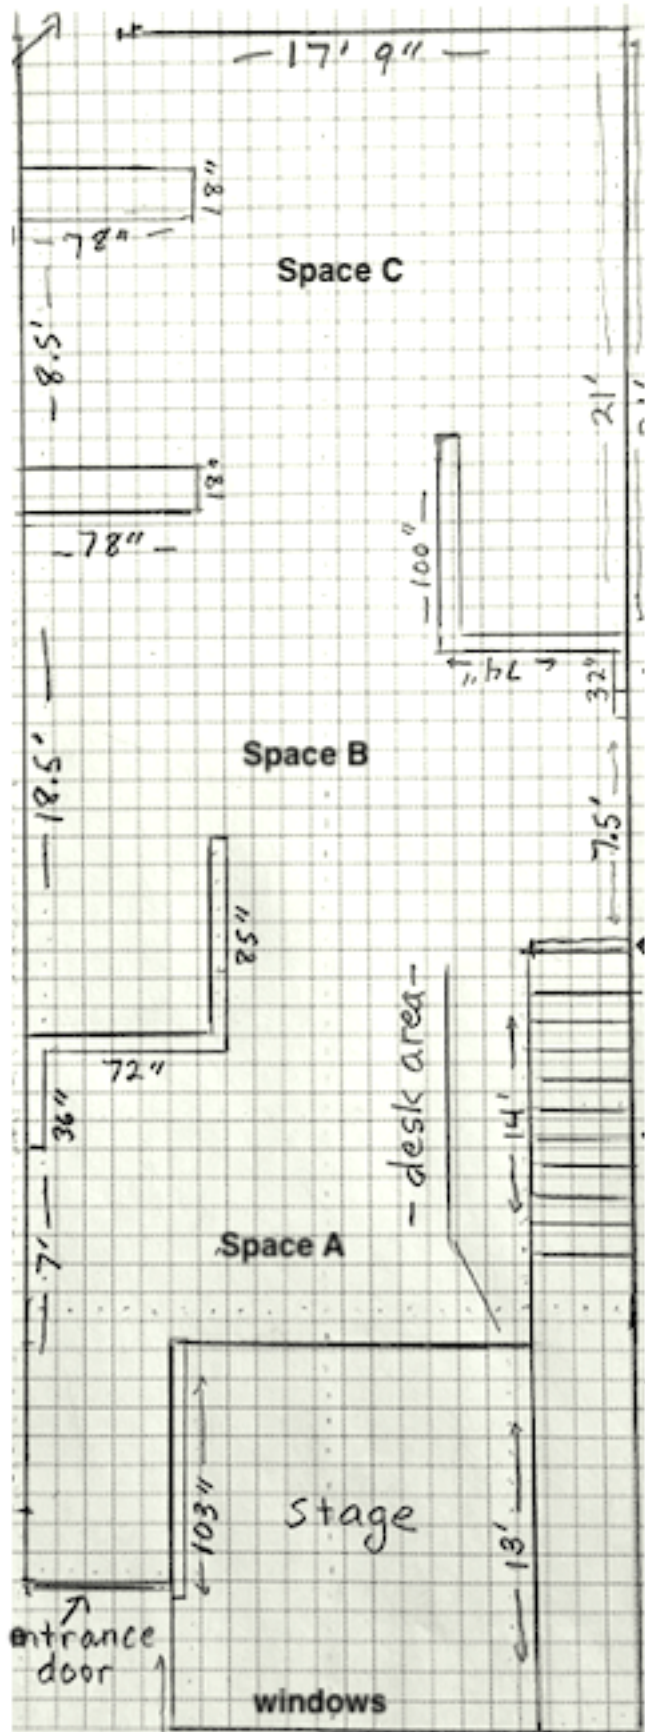 - 17' 9" -
18"
- 78" -
Space C
- 8.5' -
21'
18"
- 78" -
- 100" -
74"
32"
Space B
- 18.5' -
7.5'
85"
72"
36"
- desk area -
14'
Space A
- 7' -
103"
stage
13'
entrance
door
windows